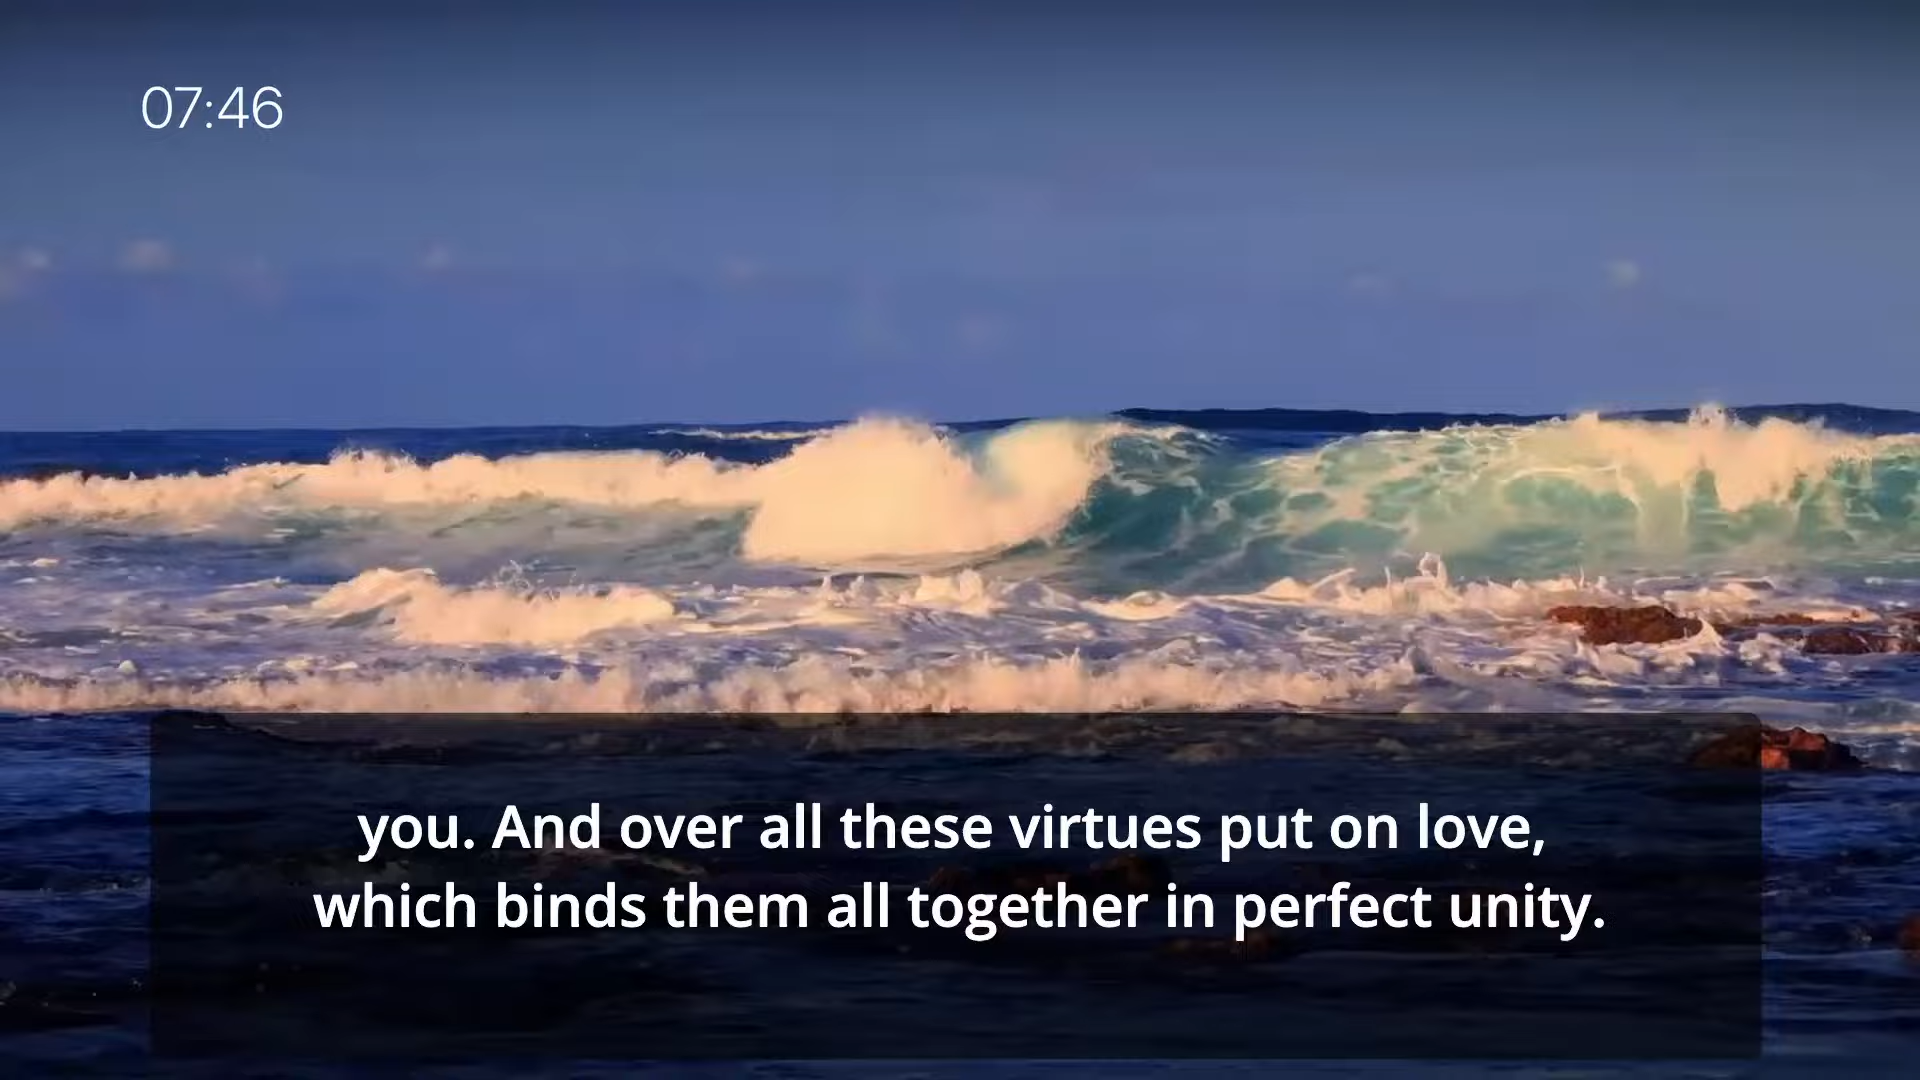 07:46
you. And over all these virtues put on love,
which binds them all together in perfect unity.